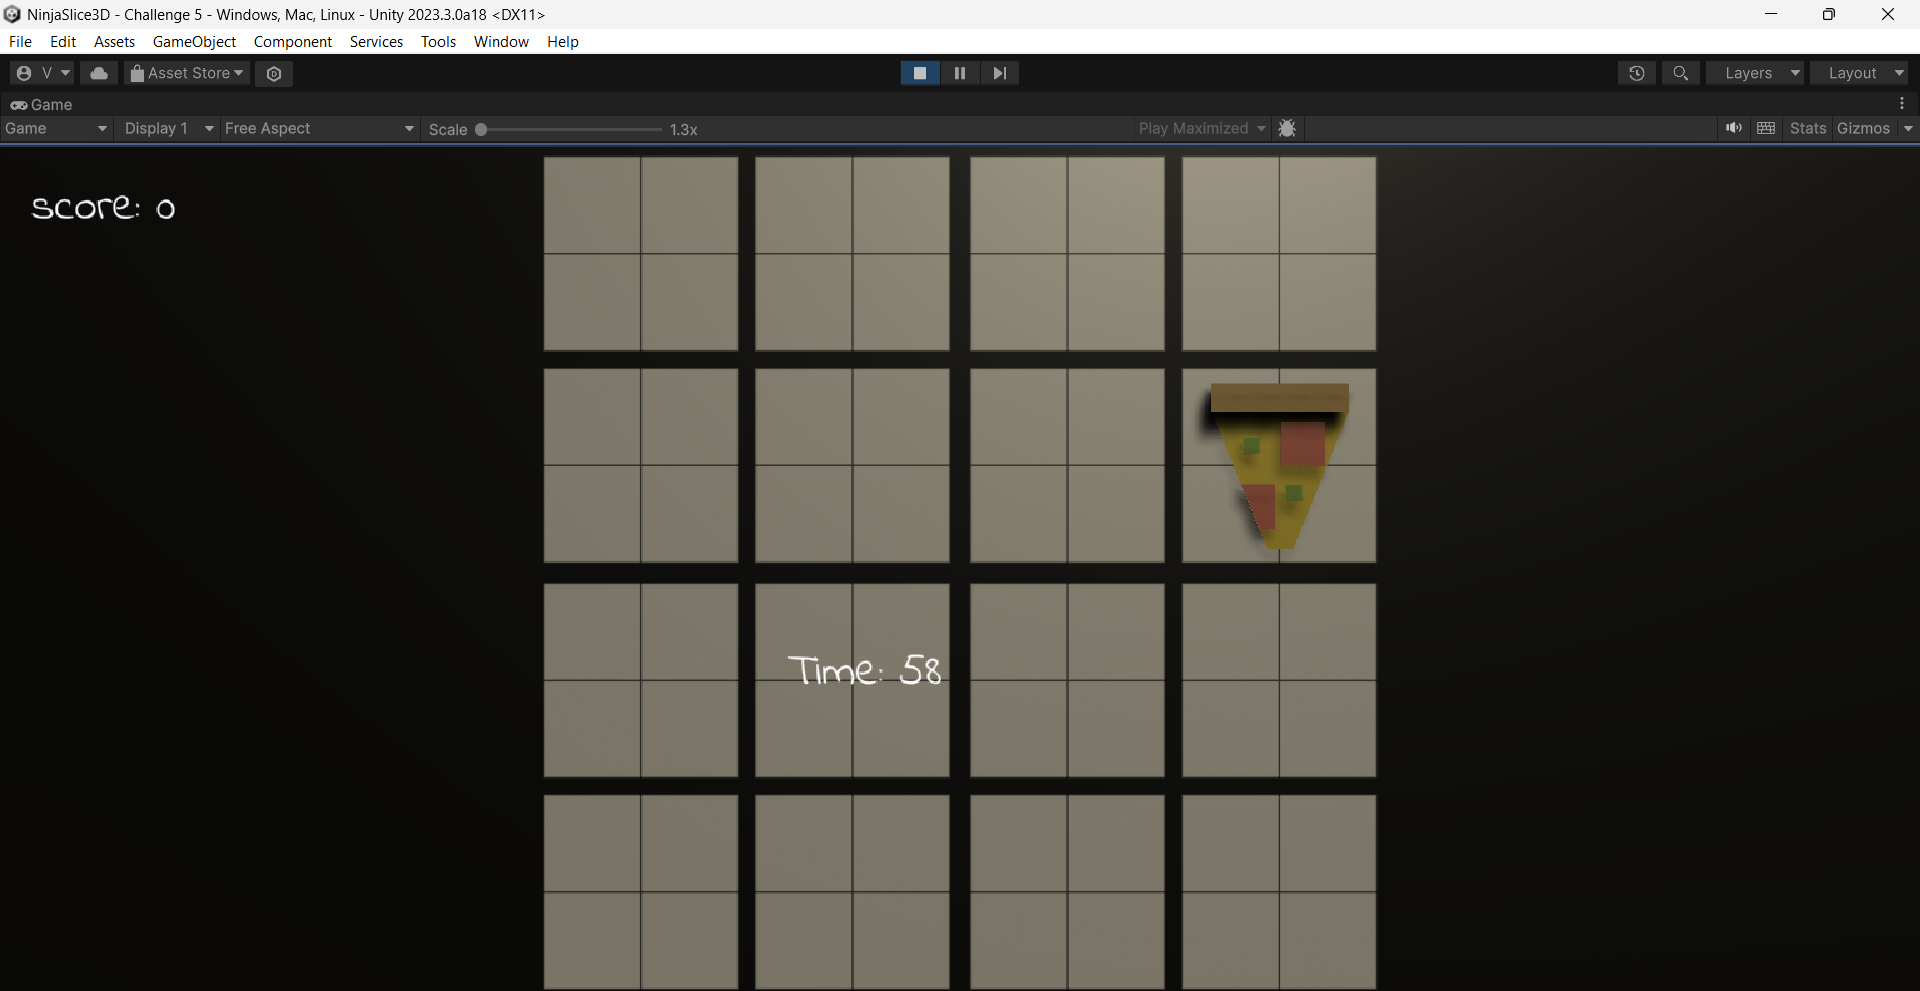 NinjaSlice3D - Challenge 5 - Windows, Mac, Linux - Unity 2023.3.0a18 <DX11>
File Edit Assets GameObject Component Services Tools Window Help
V Asset Store Layers Layout
Game
Game Display 1 Free Aspect Scale 1.3x Play Maximized Stats Gizmos
score: 0
Time: 58